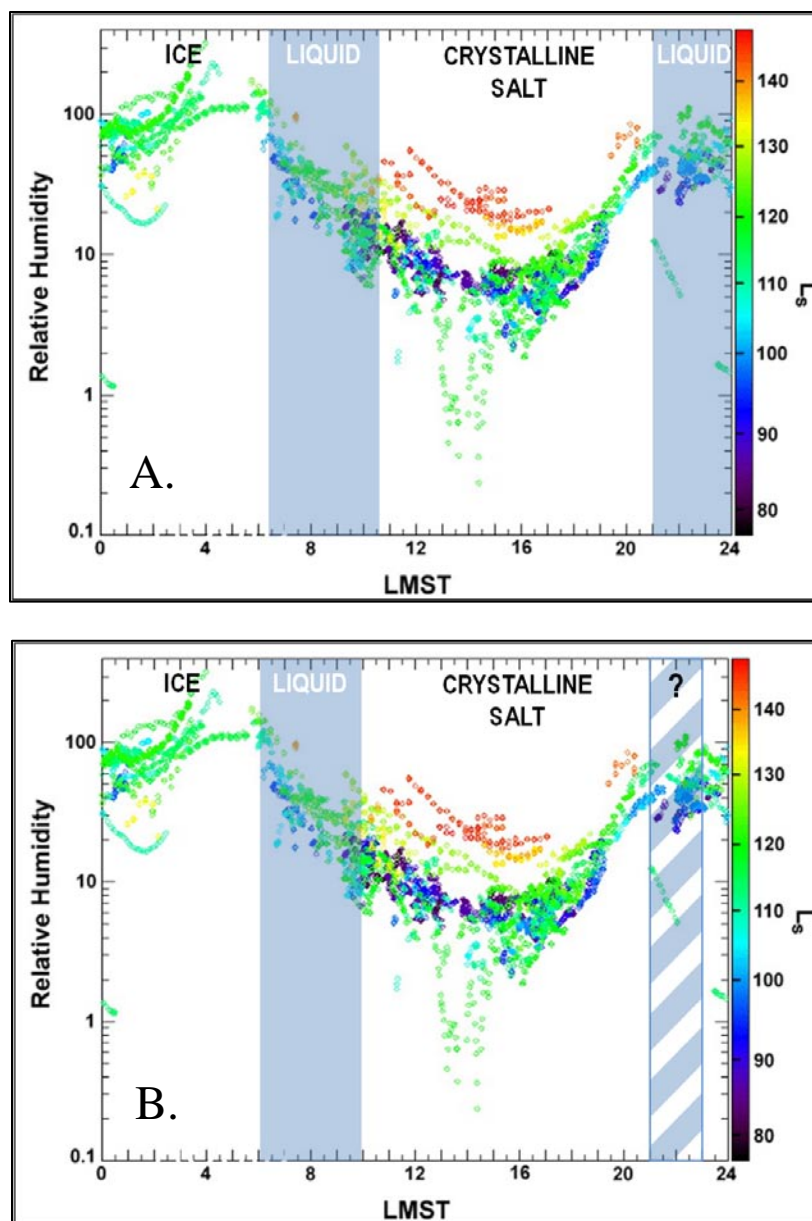 ICE LIQUID CRYSTALLINE SALT LIQUID
100
10
1
0.1
Relative Humidity
A.
0 4 8 12 16 20 24
LMST
140
130
120
110
100
90
80
Ls
ICE LIQUID CRYSTALLINE SALT ?
100
10
1
0.1
Relative Humidity
B.
0 4 8 12 16 20 24
LMST
140
130
120
110
100
90
80
Ls